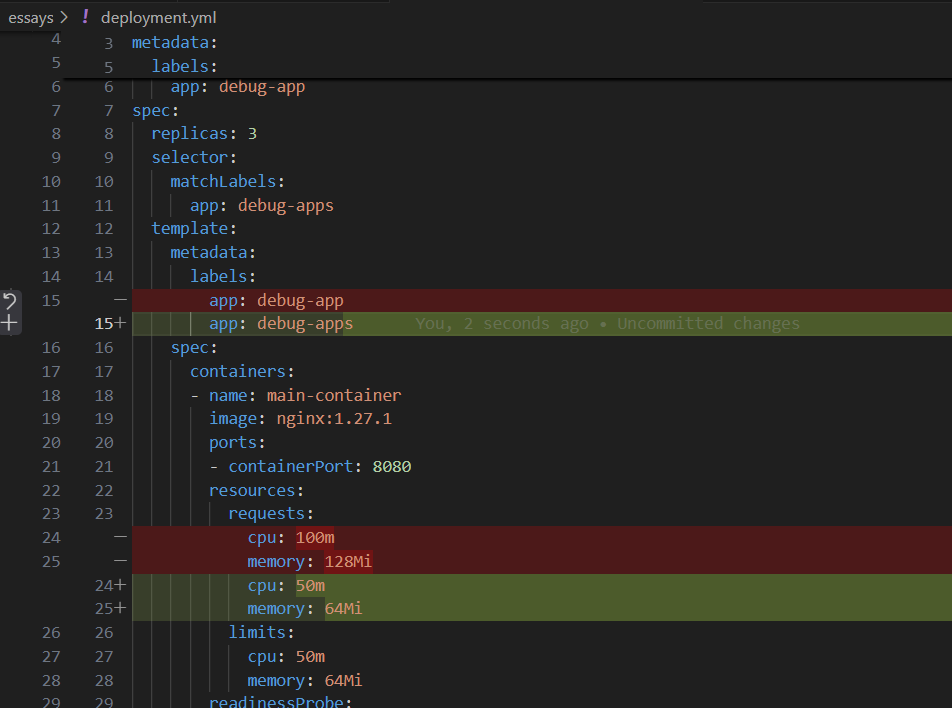 essays > ! deployment.yml
4 3 metadata:
5 5 labels:
6 6 app: debug-app
7 7 spec:
8 8 replicas: 3
9 9 selector:
10 10 matchLabels:
11 11 app: debug-apps
12 12 template:
13 13 metadata:
14 14 labels:
15 — app: debug-app
15+ app: debug-apps You, 2 seconds ago • Uncommitted changes
16 16 spec:
17 17 containers:
18 18 - name: main-container
19 19 image: nginx:1.27.1
20 20 ports:
21 21 - containerPort: 8080
22 22 resources:
23 23 requests:
24 — cpu: 100m
25 — memory: 128Mi
24+ cpu: 50m
25+ memory: 64Mi
26 26 limits:
27 27 cpu: 50m
28 28 memory: 64Mi
29 29 readinessProbe: